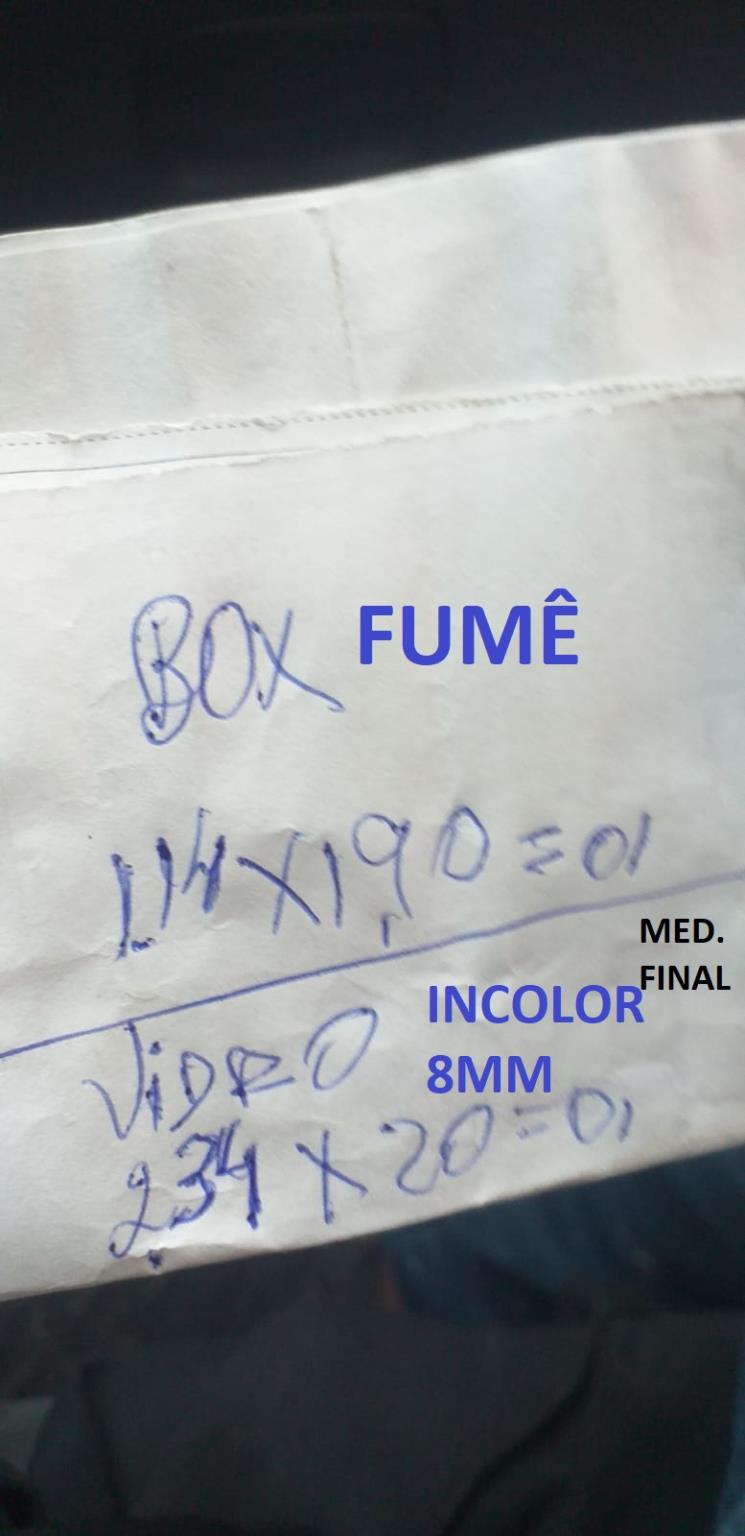 BOX FUMÊ
1,14 X 1,90 = 01
MED.
FINAL
VIDRO INCOLOR
8MM
2,34 X 20 = 01